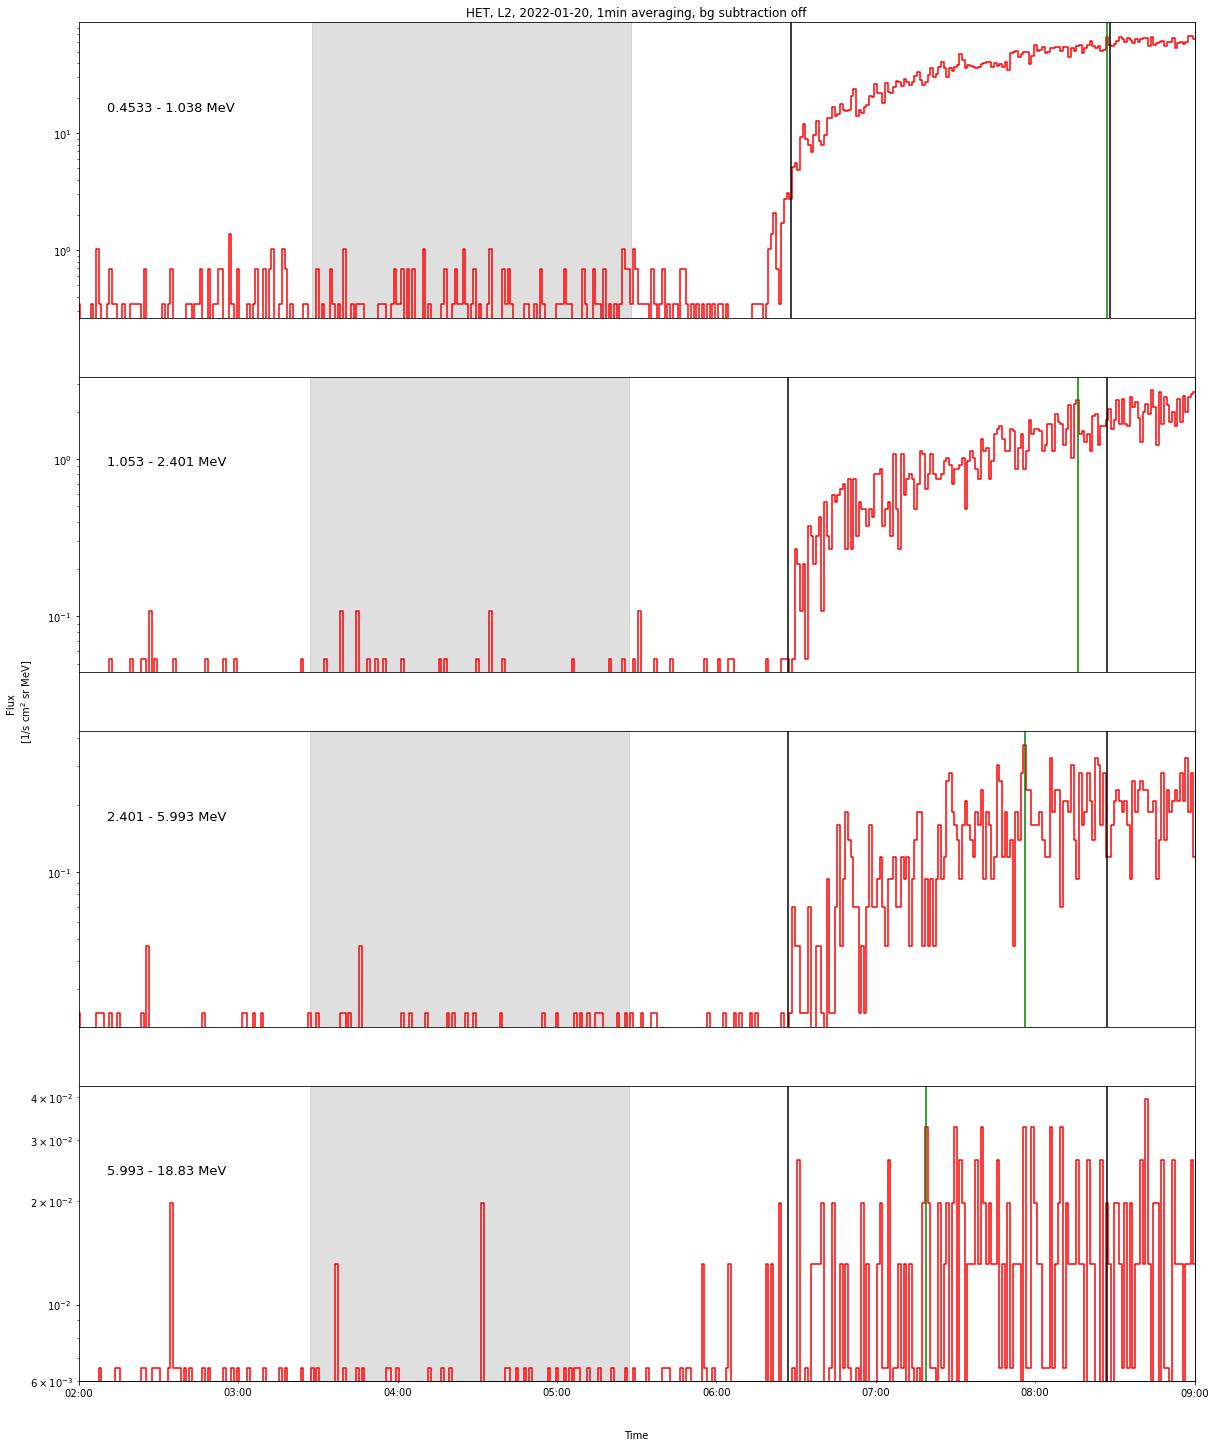 HET, L2, 2022-01-20, 1min averaging, bg subtraction off
0.4533 - 1.038 MeV
10¹
10⁰
1.053 - 2.401 MeV
10⁰
10⁻¹
Flux
[1/s cm² sr MeV]
2.401 - 5.993 MeV
10⁻¹
4 × 10⁻²
3 × 10⁻²
5.993 - 18.83 MeV
2 × 10⁻²
10⁻²
6 × 10⁻³
02:00 03:00 04:00 05:00 06:00 07:00 08:00 09:00
Time